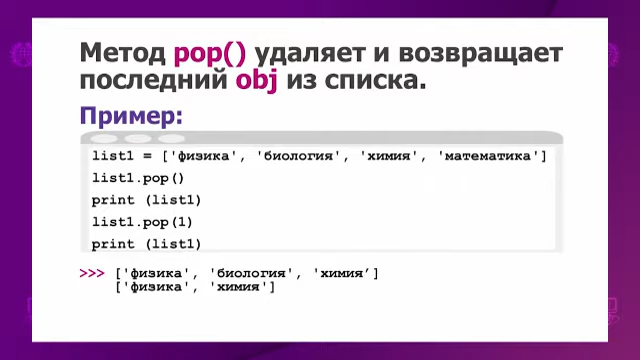 Метод pop() удаляет и возвращает
последний obj из списка.
Пример:
list1 = ['физика', 'биология', 'химия', 'математика']
list1.pop()
print (list1)
list1.pop(1)
print (list1)
>>> ['физика', 'биология', 'химия’]
['физика', 'химия']